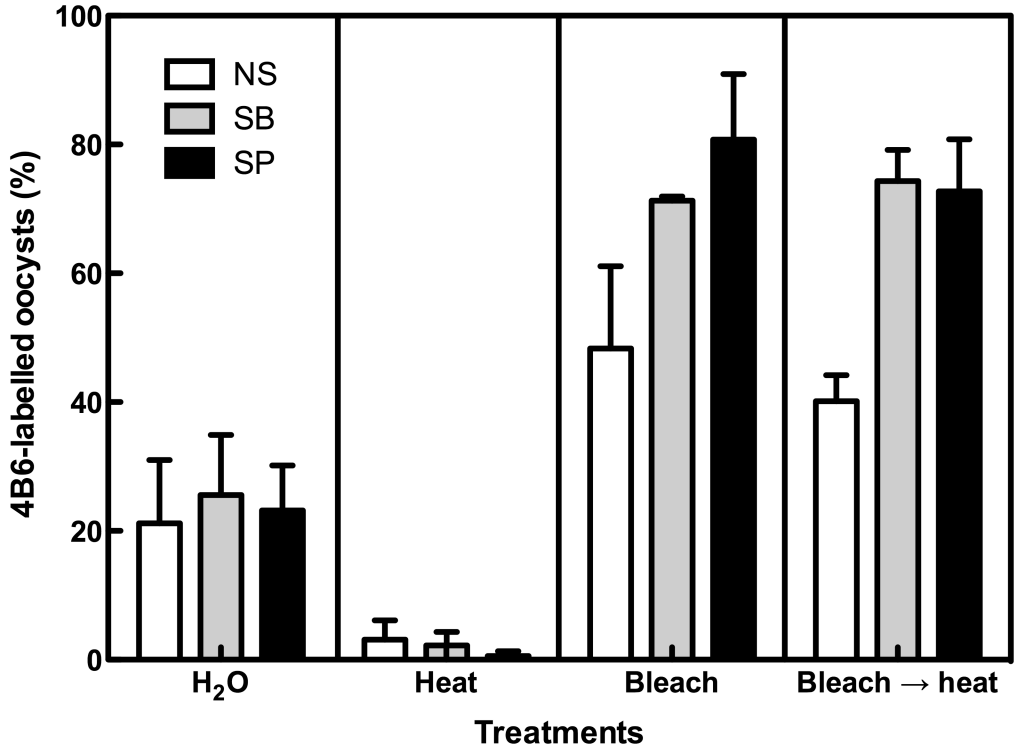 100
80
60
40
20
0
4B6-labelled oocysts (%)
NS
SB
SP
H₂O
Heat
Bleach
Bleach → heat
Treatments